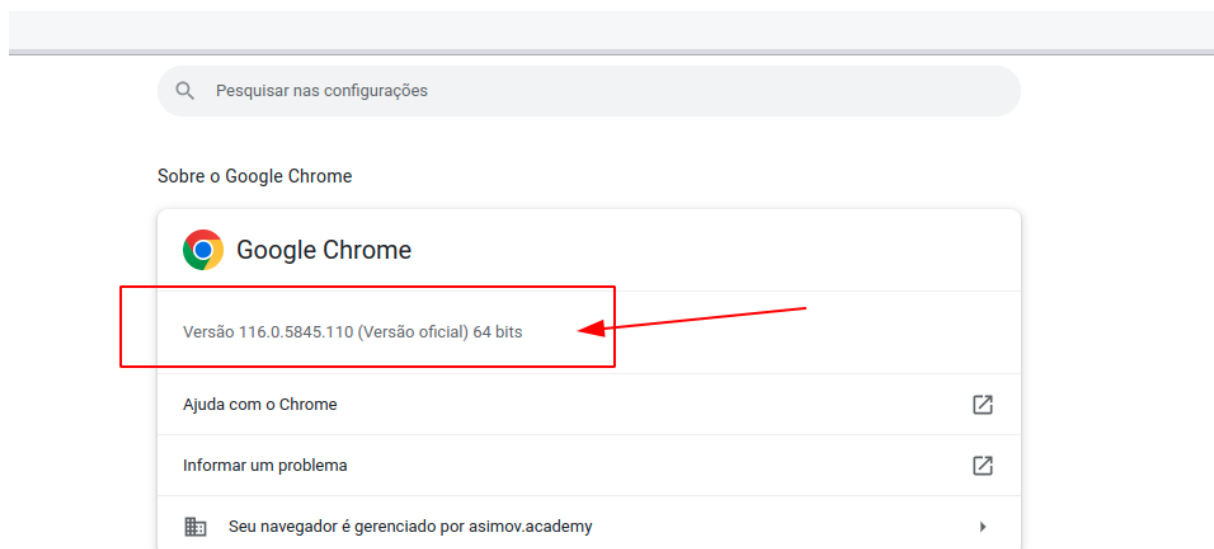 Pesquisar nas configurações
Sobre o Google Chrome
Google Chrome
Versão 116.0.5845.110 (Versão oficial) 64 bits
Ajuda com o Chrome
Informar um problema
Seu navegador é gerenciado por asimov.academy